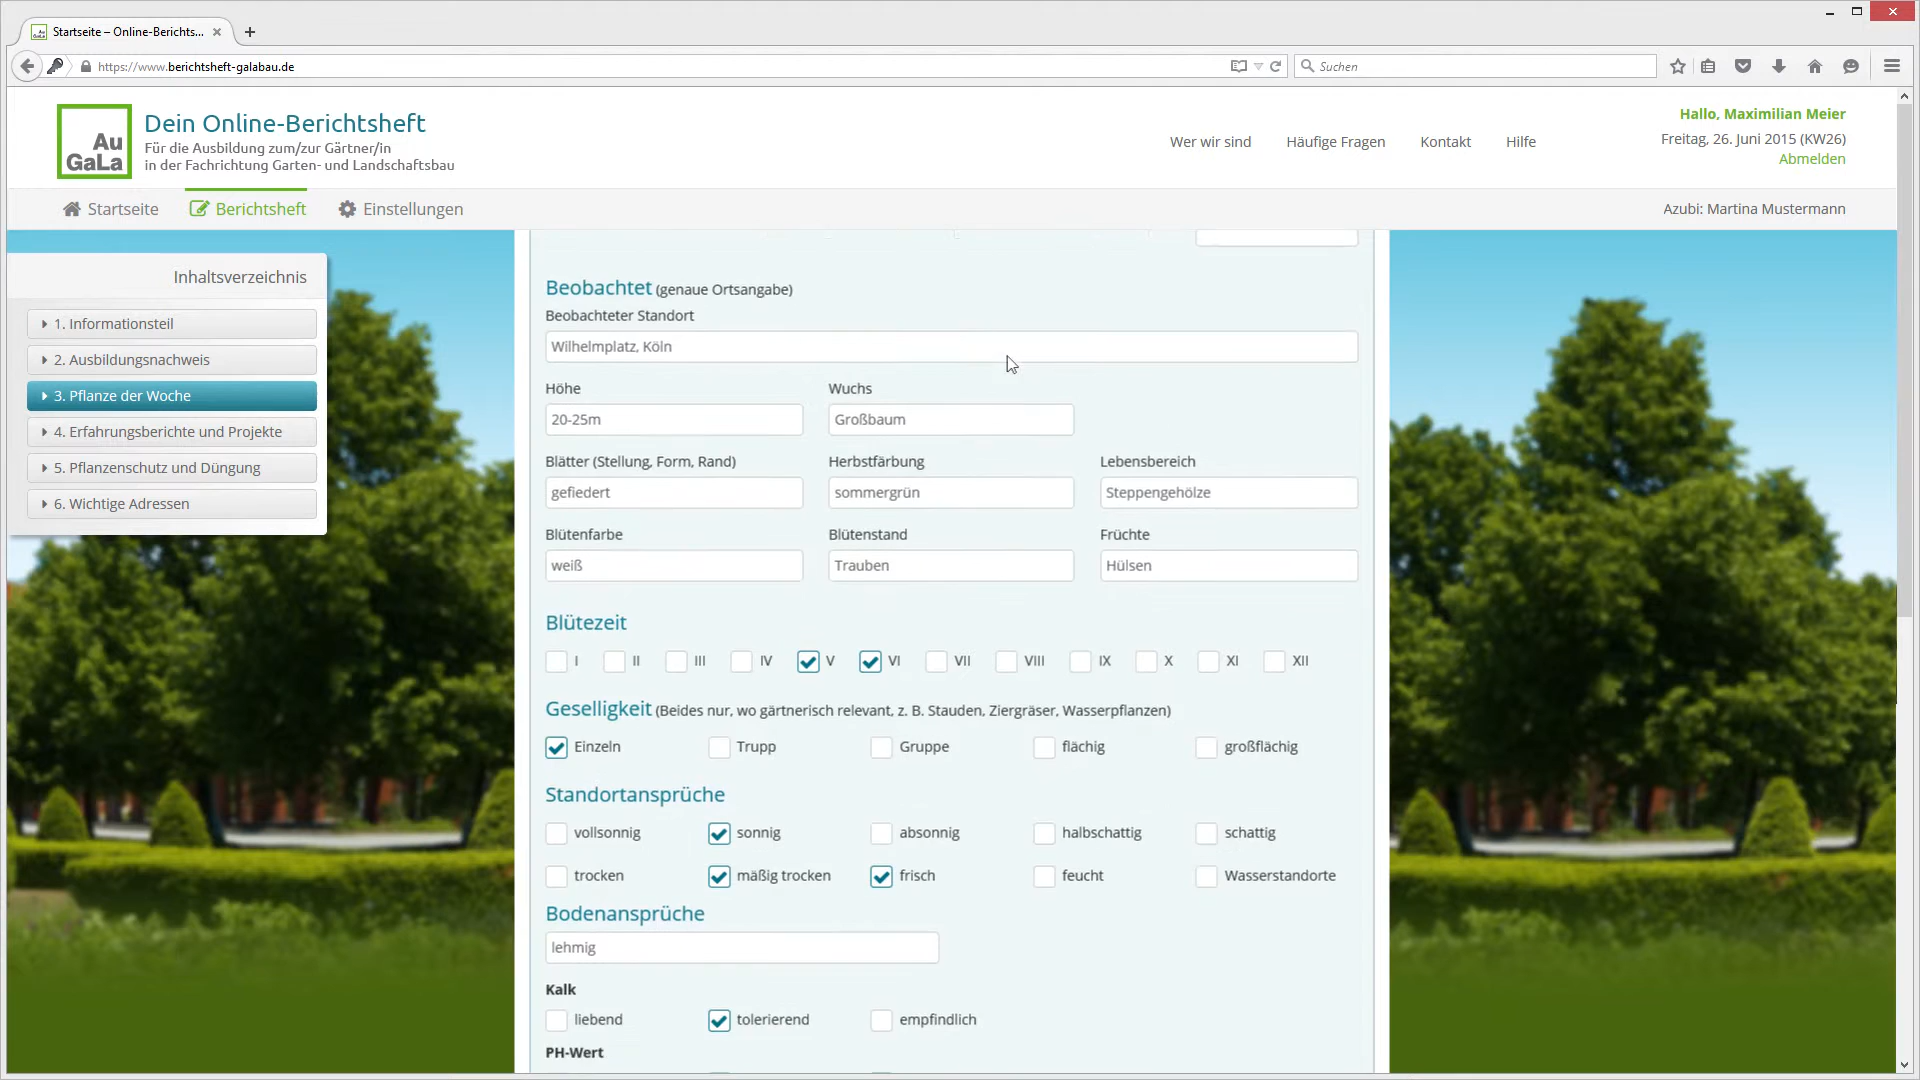 Startseite – Online-Berichts...
https://www.berichtsheft-galabau.de
Suchen
Au
GaLa
Dein Online-Berichtsheft
Für die Ausbildung zum/zur Gärtner/in
in der Fachrichtung Garten- und Landschaftsbau
Wer wir sind
Häufige Fragen
Kontakt
Hilfe
Hallo, Maximilian Meier
Freitag, 26. Juni 2015 (KW26)
Abmelden
Startseite
Berichtsheft
Einstellungen
Azubi: Martina Mustermann
Inhaltsverzeichnis
1. Informationsteil
2. Ausbildungsnachweis
3. Pflanze der Woche
4. Erfahrungsberichte und Projekte
5. Pflanzenschutz und Düngung
6. Wichtige Adressen
Beobachtet (genaue Ortsangabe)
Beobachteter Standort
Wilhelmplatz, Köln
Höhe Wuchs
20-25m Großbaum
Blätter (Stellung, Form, Rand) Herbstfärbung Lebensbereich
gefiedert sommergrün Steppengehölze
Blütenfarbe Blütenstand Früchte
weiß Trauben Hülsen
Blütezeit
I II III IV V VI VII VIII IX X XI XII
Geselligkeit (Beides nur, wo gärtnerisch relevant, z. B. Stauden, Ziergräser, Wasserpflanzen)
Einzeln Trupp Gruppe flächig großflächig
Standortansprüche
vollsonnig sonnig absonnig halbschattig schattig
trocken mäßig trocken frisch feucht Wasserstandorte
Bodenansprüche
lehmig
Kalk
liebend tolerierend empfindlich
PH-Wert